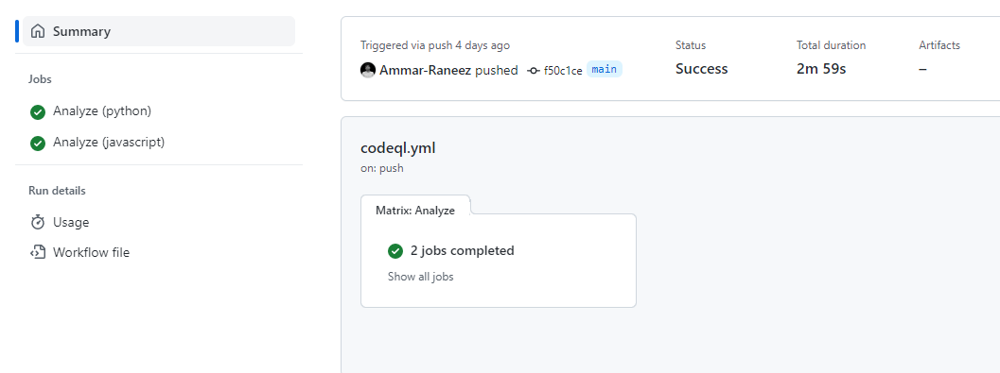 Summary
Jobs
Analyze (python)
Analyze (javascript)
Run details
Usage
Workflow file
Triggered via push 4 days ago
Ammar-Raneez pushed f50c1ce main
Status
Success
Total duration
2m 59s
Artifacts
–
codeql.yml
on: push
Matrix: Analyze
2 jobs completed
Show all jobs